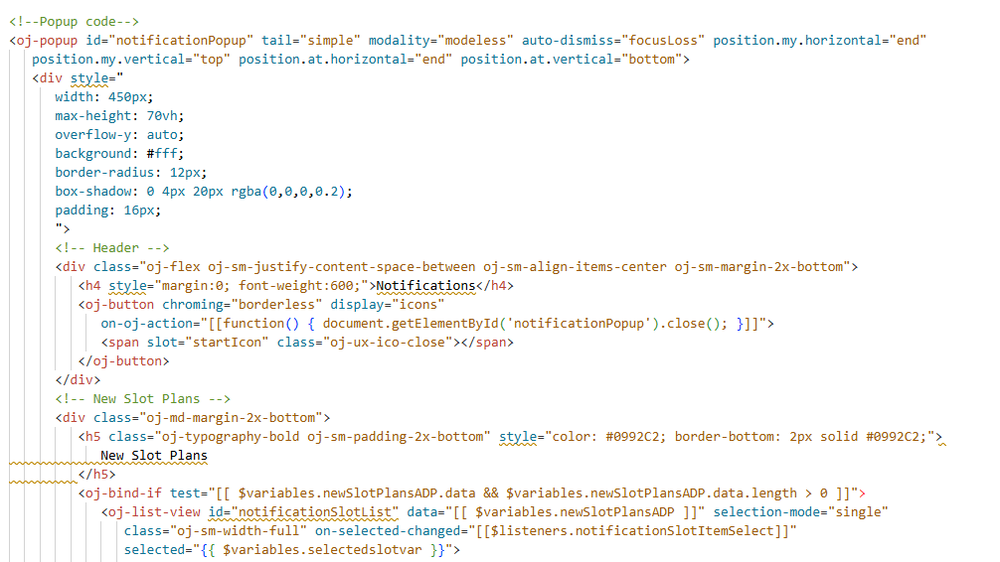 <!--Popup code-->
<oj-popup id="notificationPopup" tail="simple" modality="modeless" auto-dismiss="focusLoss" position.my.horizontal="end"
position.my.vertical="top" position.at.horizontal="end" position.at.vertical="bottom">
<div style="
width: 450px;
max-height: 70vh;
overflow-y: auto;
background: #fff;
border-radius: 12px;
box-shadow: 0 4px 20px rgba(0,0,0,0.2);
padding: 16px;
">
<!-- Header -->
<div class="oj-flex oj-sm-justify-content-space-between oj-sm-align-items-center oj-sm-margin-2x-bottom">
<h4 style="margin:0; font-weight:600;">Notifications</h4>
<oj-button chroming="borderless" display="icons"
on-oj-action="[[function() { document.getElementById('notificationPopup').close(); }]]">
<span slot="startIcon" class="oj-ux-ico-close"></span>
</oj-button>
</div>
<!-- New Slot Plans -->
<div class="oj-md-margin-2x-bottom">
<h5 class="oj-typography-bold oj-sm-padding-2x-bottom" style="color: #0992C2; border-bottom: 2px solid #0992C2;">
New Slot Plans
</h5>
<oj-bind-if test="[[ $variables.newSlotPlansADP.data && $variables.newSlotPlansADP.data.length > 0 ]]">
<oj-list-view id="notificationSlotList" data="[[ $variables.newSlotPlansADP ]]" selection-mode="single"
class="oj-sm-width-full" on-selected-changed="[[$listeners.notificationSlotItemSelect]]"
selected="{{ $variables.selectedslotvar }}">